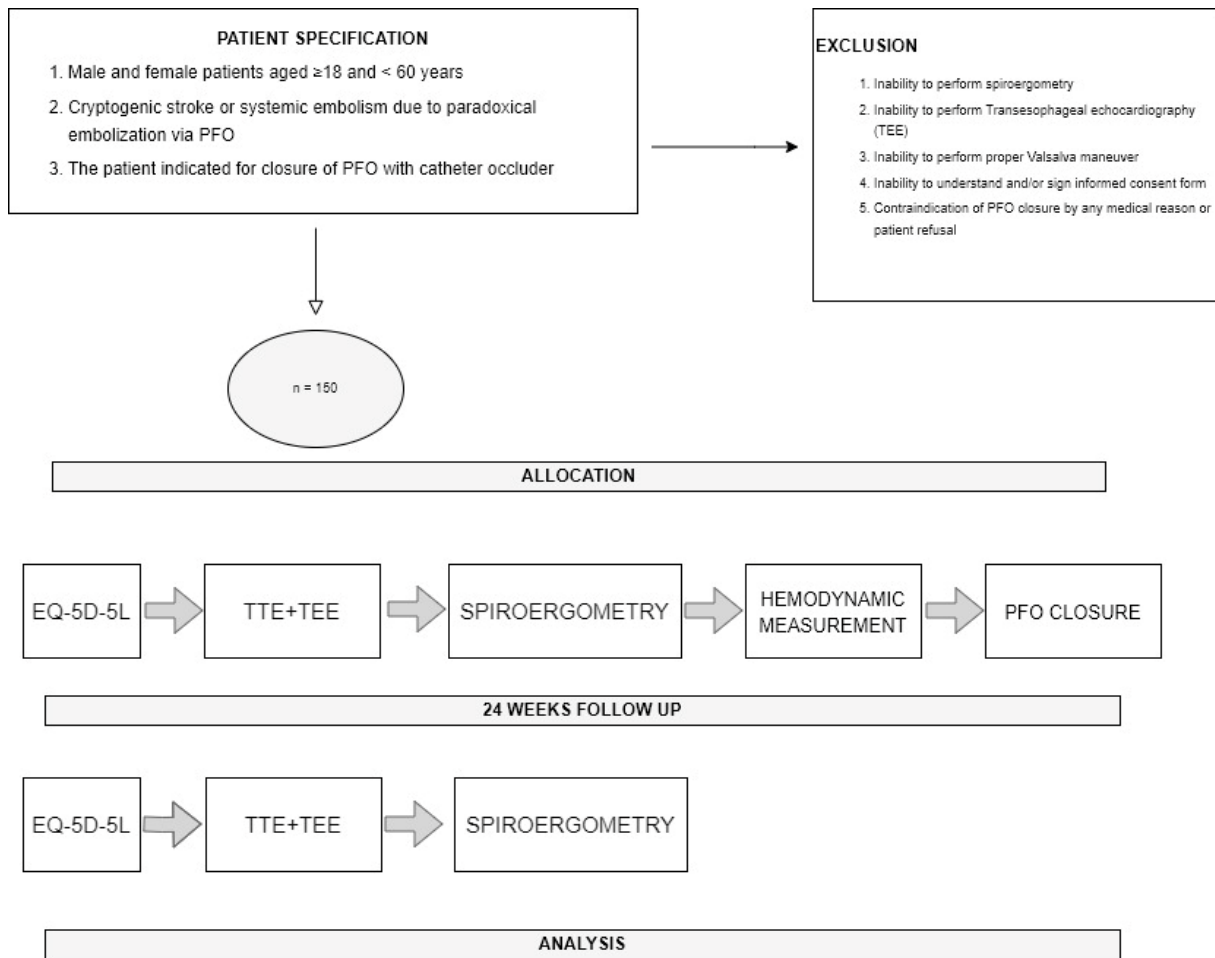 PATIENT SPECIFICATION
1. Male and female patients aged ≥18 and < 60 years
2. Cryptogenic stroke or systemic embolism due to paradoxical
embolization via PFO
3. The patient indicated for closure of PFO with catheter occluder
EXCLUSION
1. Inability to perform spiroergometry
2. Inability to perform Transesophageal echocardiography
(TEE)
3. Inability to perform proper Valsalva maneuver
4. Inability to understand and/or sign informed consent form
5. Contraindication of PFO closure by any medical reason or
patient refusal
n = 150
ALLOCATION
EQ-5D-5L
TTE+TEE
SPIROERGOMETRY
HEMODYNAMIC
MEASUREMENT
PFO CLOSURE
24 WEEKS FOLLOW UP
EQ-5D-5L
TTE+TEE
SPIROERGOMETRY
ANALYSIS